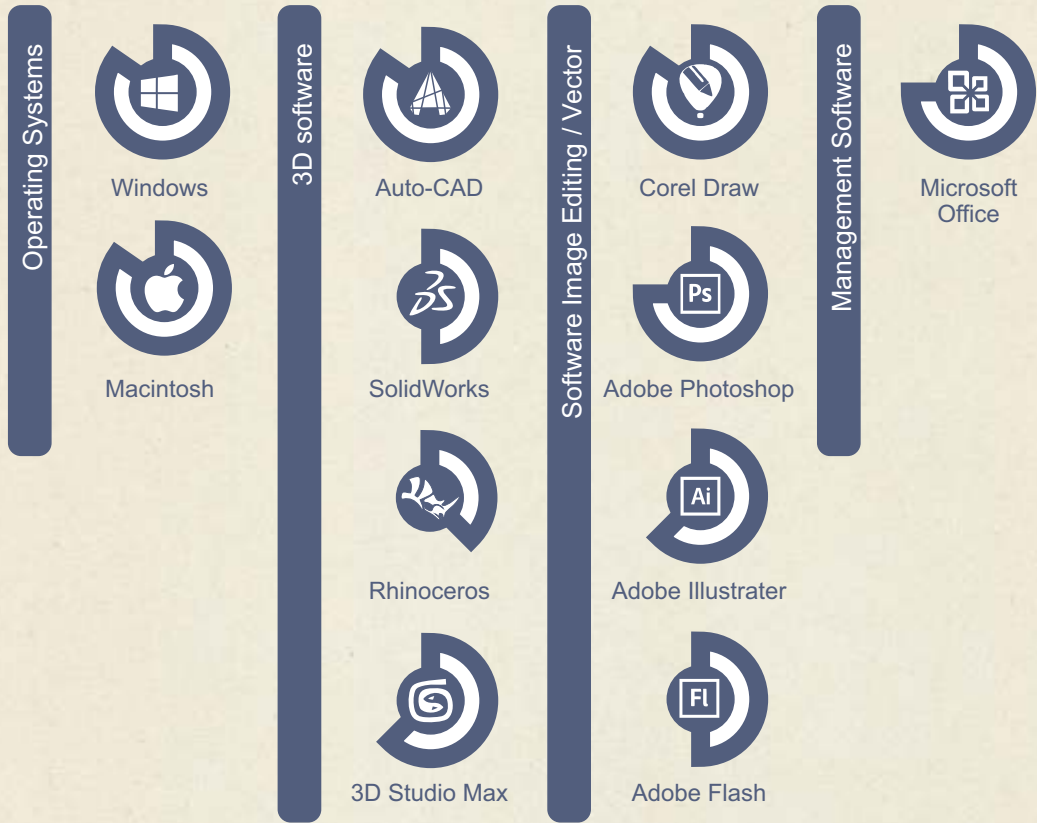 Operating Systems
Windows
Macintosh
3D software
Auto-CAD
3DS
SolidWorks
Rhinoceros
3D Studio Max
Software Image Editing / Vector
Corel Draw
Ps
Adobe Photoshop
Ai
Adobe Illustrater
Fl
Adobe Flash
Management Software
Microsoft
Office